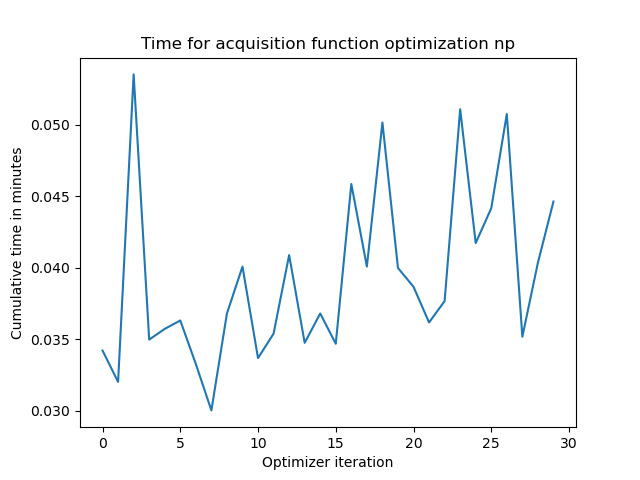 Time for acquisition function optimization np
Cumulative time in minutes
0.050
0.045
0.040
0.035
0.030
0 5 10 15 20 25 30
Optimizer iteration